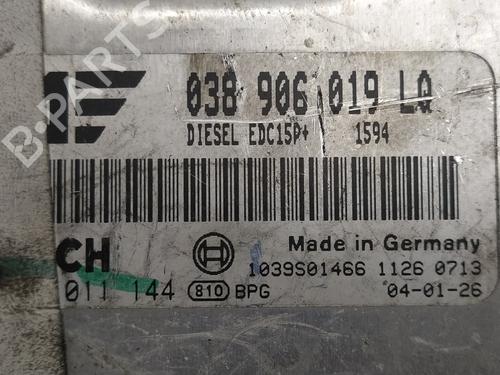 B-PARTS
038 906 019 LQ
DIESEL EDC15P+ 1594
CH
Made in Germany
1039S01466 1126 0713
011 144 810 BPG 04-01-26